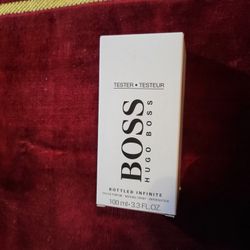 TESTER • TESTEUR
BOSS
HUGO BOSS
BOTTLED INFINITE
100 ml ℮ 3.3 FL.OZ